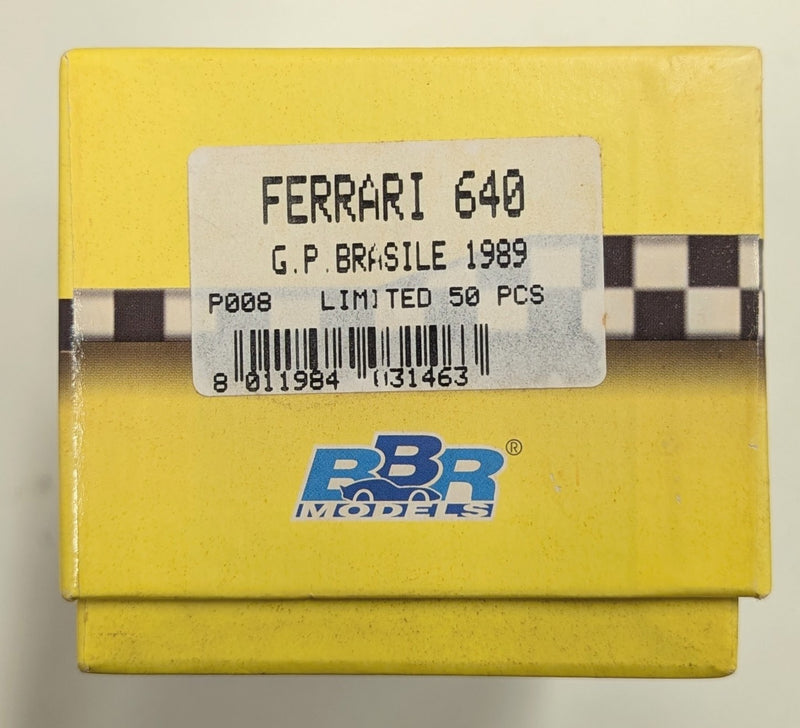 FERRARI 640
G.P.BRASILE 1989
P008 LIMITED 50 PCS
8 011984 031463
BBR®
MODELS